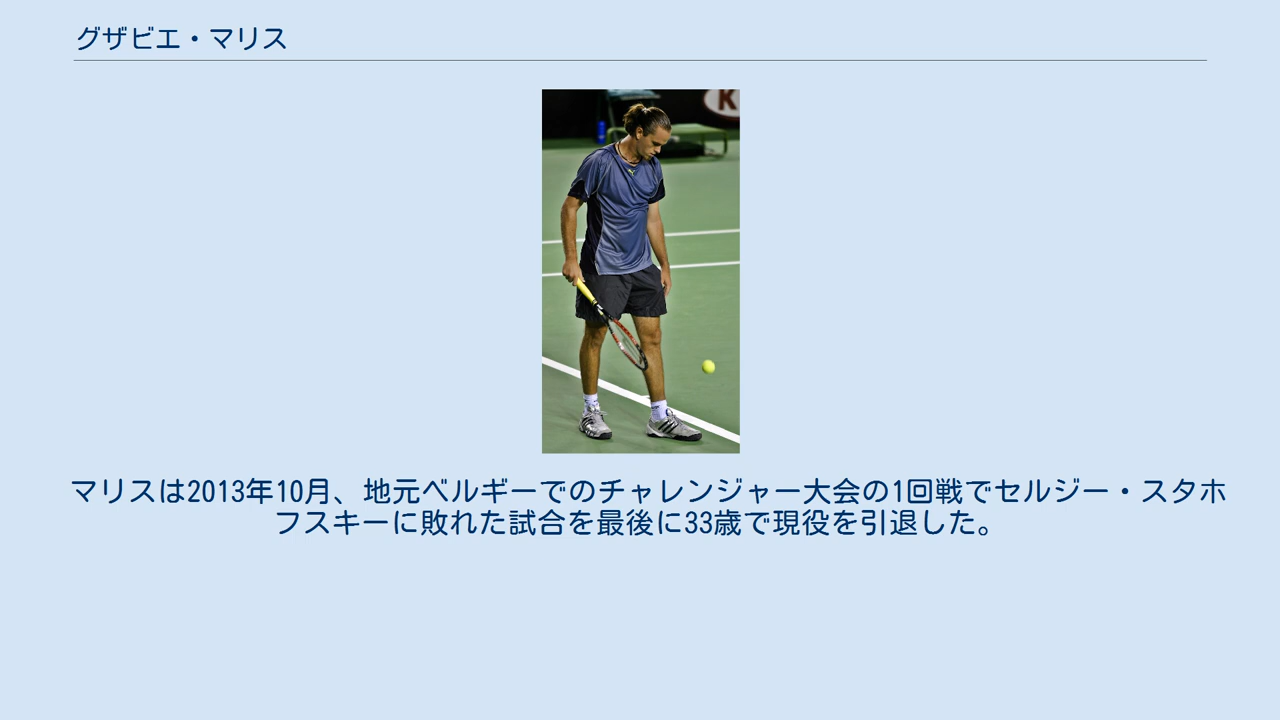 グザビエ・マリス
K
マリスは2013年10月、地元ベルギーでのチャレンジャー大会の1回戦でセルジー・スタホ
フスキーに敗れた試合を最後に33歳で現役を引退した。